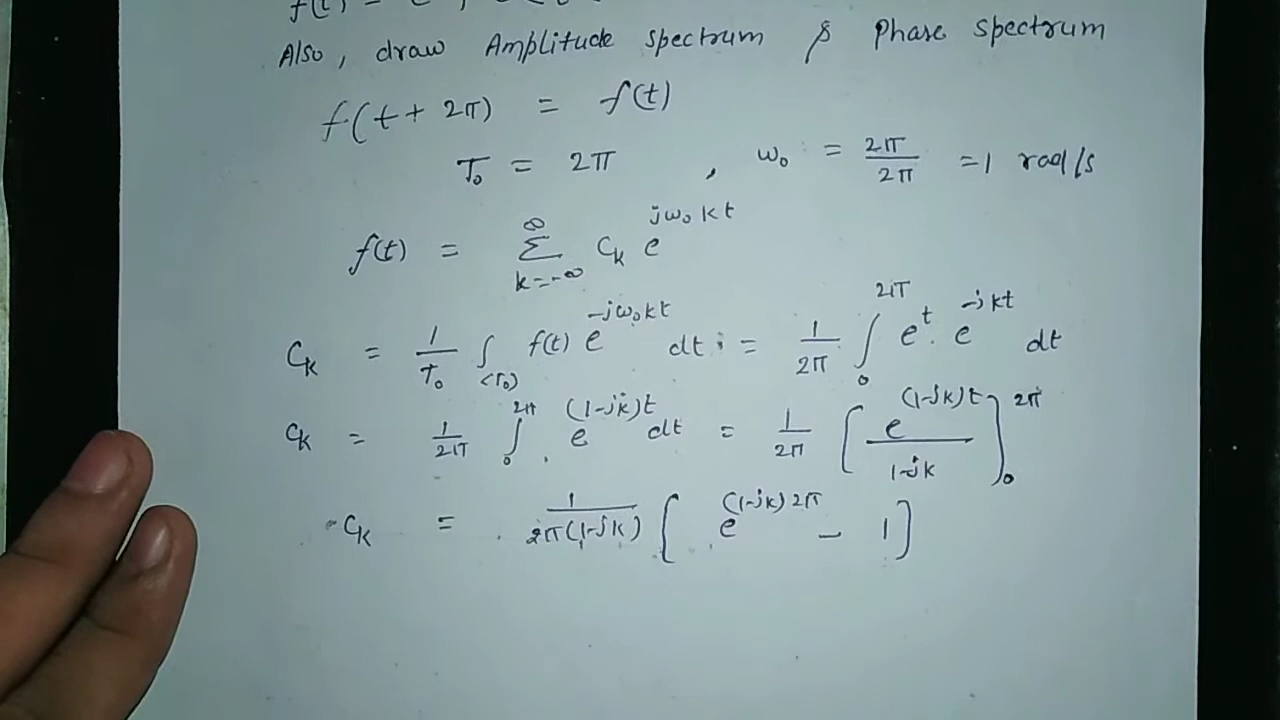 f(t) =
Also, draw Amplitude spectrum & Phase spectrum
f(t + 2π) = f(t)
T₀ = 2π , ω₀ = 2π/2π = 1 rad/s
f(t) = Σ_{k=-∞}^{∞} C_k e^{jω₀kt}
C_k = 1/T₀ ∫_{<T₀>} f(t) e^{-jω₀kt} dt ; = 1/2π ∫_0^{2π} e^t . e^{-jkt} dt
C_k = 1/2π ∫_0^{2π} e^{(1-jk)t} dt = 1/2π [e^{(1-jk)t}/1-jk]_0^{2π}
C_k = 1/2π(1-jk) [e^{(1-jk)2π} - 1]